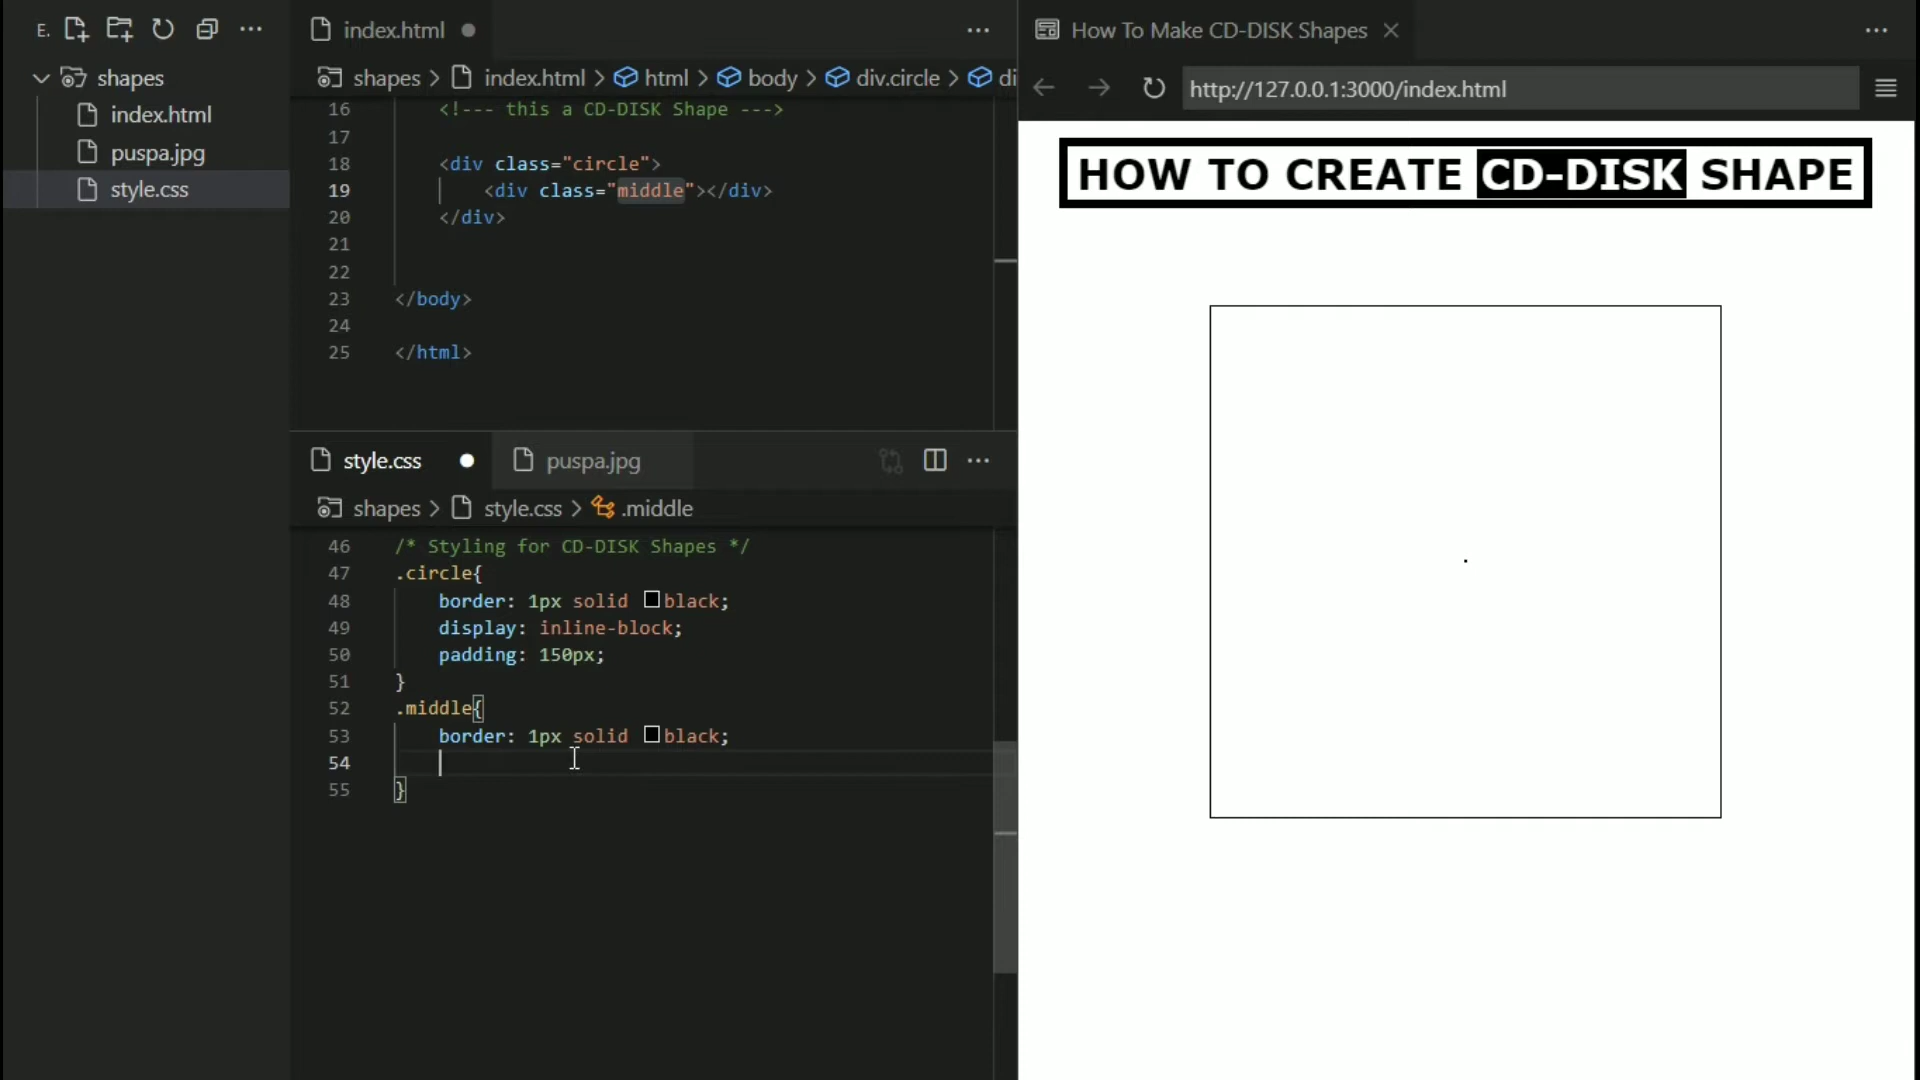 E.
shapes
index.html
puspa.jpg
style.css
index.html
shapes > index.html > html > body > div.circle > di
16 <!--- this a CD-DISK Shape --->
17
18 <div class="circle">
19 <div class="middle"></div>
20 </div>
21
22
23 </body>
24
25 </html>
style.css puspa.jpg
shapes > style.css > .middle
46 /* Styling for CD-DISK Shapes */
47 .circle{
48 border: 1px solid black;
49 display: inline-block;
50 padding: 150px;
51 }
52 .middle{
53 border: 1px solid black;
54
55 }
How To Make CD-DISK Shapes
http://127.0.0.1:3000/index.html
HOW TO CREATE CD-DISK SHAPE